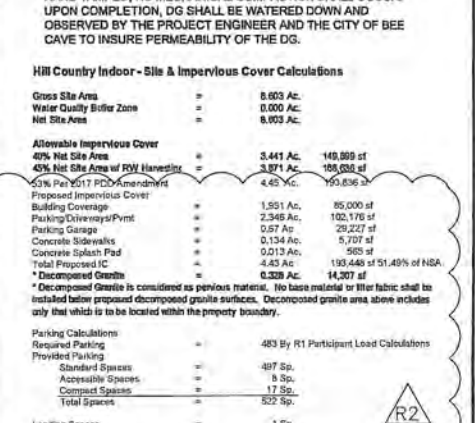 UPON COMPLETION, DG SHALL BE WATERED DOWN AND
OBSERVED BY THE PROJECT ENGINEER AND THE CITY OF BEE
CAVE TO INSURE PERMEABILITY OF THE DG.
Hill Country Indoor - Site & Impervious Cover Calculations
Gross Site Area = 8.603 Ac.
Water Quality Buffer Zone = 0.000 Ac.
Net Site Area = 8.603 Ac.
Allowable Impervious Cover
40% Net Site Area = 3.441 Ac. 149,899 sf
45% Net Site Area w/ RW Harvesting = 3.871 Ac.
53% Per 2017 PDD Amendment 4.45 Ac. 193,836 sf
Proposed Impervious Cover
Building Coverage = 1,951 Ac. 85,000 sf
Parking/Driveways/Pvmt = 2,346 Ac. 102,176 sf
Parking Garage = 0.67 Ac 29,227 sf
Concrete Sidewalks = 0,134 Ac. 5,707 sf
Concrete Splash Pad = 0,013 Ac. 565 sf
Total Proposed IC = 4.43 Ac 193,448 sf 51.49% of NSA
* Decomposed Granite = 0.328 Ac. 14,307 sf
* Decomposed Granite is considered as pervious material. No base material or filter fabric shall be
installed below proposed decomposed granite surfaces. Decomposed granite area above includes
only that which is to be located within the property boundary.
Parking Calculations
Required Parking = 483 By R1 Participant Load Calculations
Provided Parking
Standard Spaces = 497 Sp.
Accessible Spaces = 8 Sp.
Compact Spaces = 17 Sp.
Total Spaces = 522 Sp.
R2